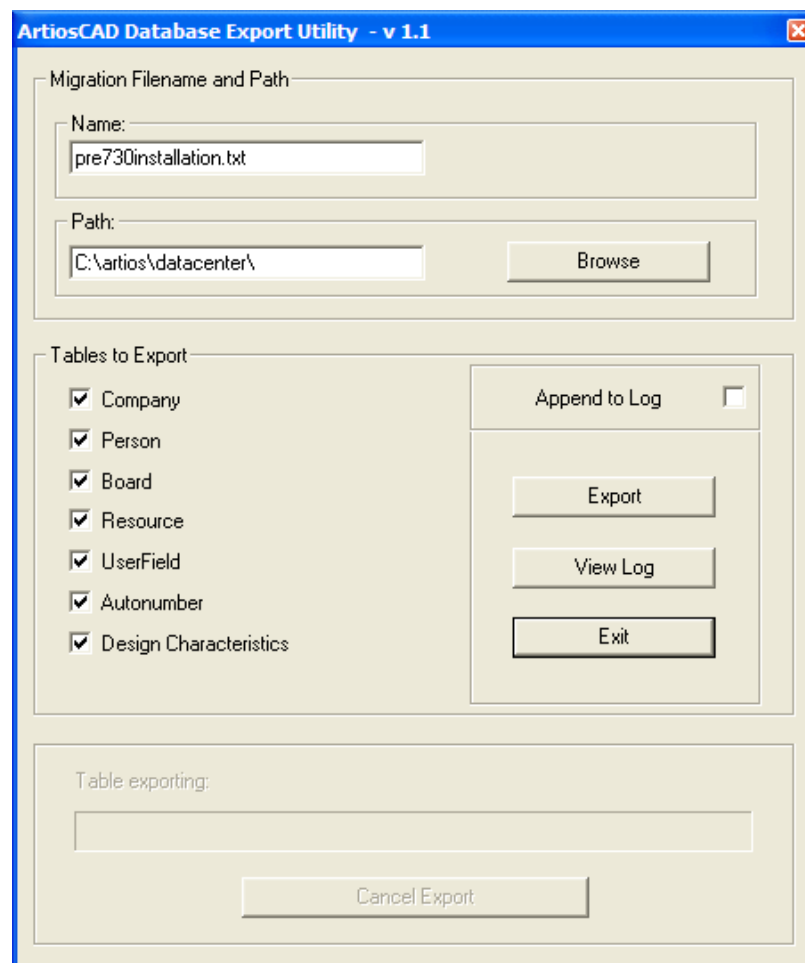 ArtiosCAD Database Export Utility - v 1.1
Migration Filename and Path
Name:
pre730installation.txt
Path:
C:\artios\datacenter\
Browse
Tables to Export
Company
Person
Board
Resource
UserField
Autonumber
Design Characteristics
Append to Log
Export
View Log
Exit
Table exporting:
Cancel Export